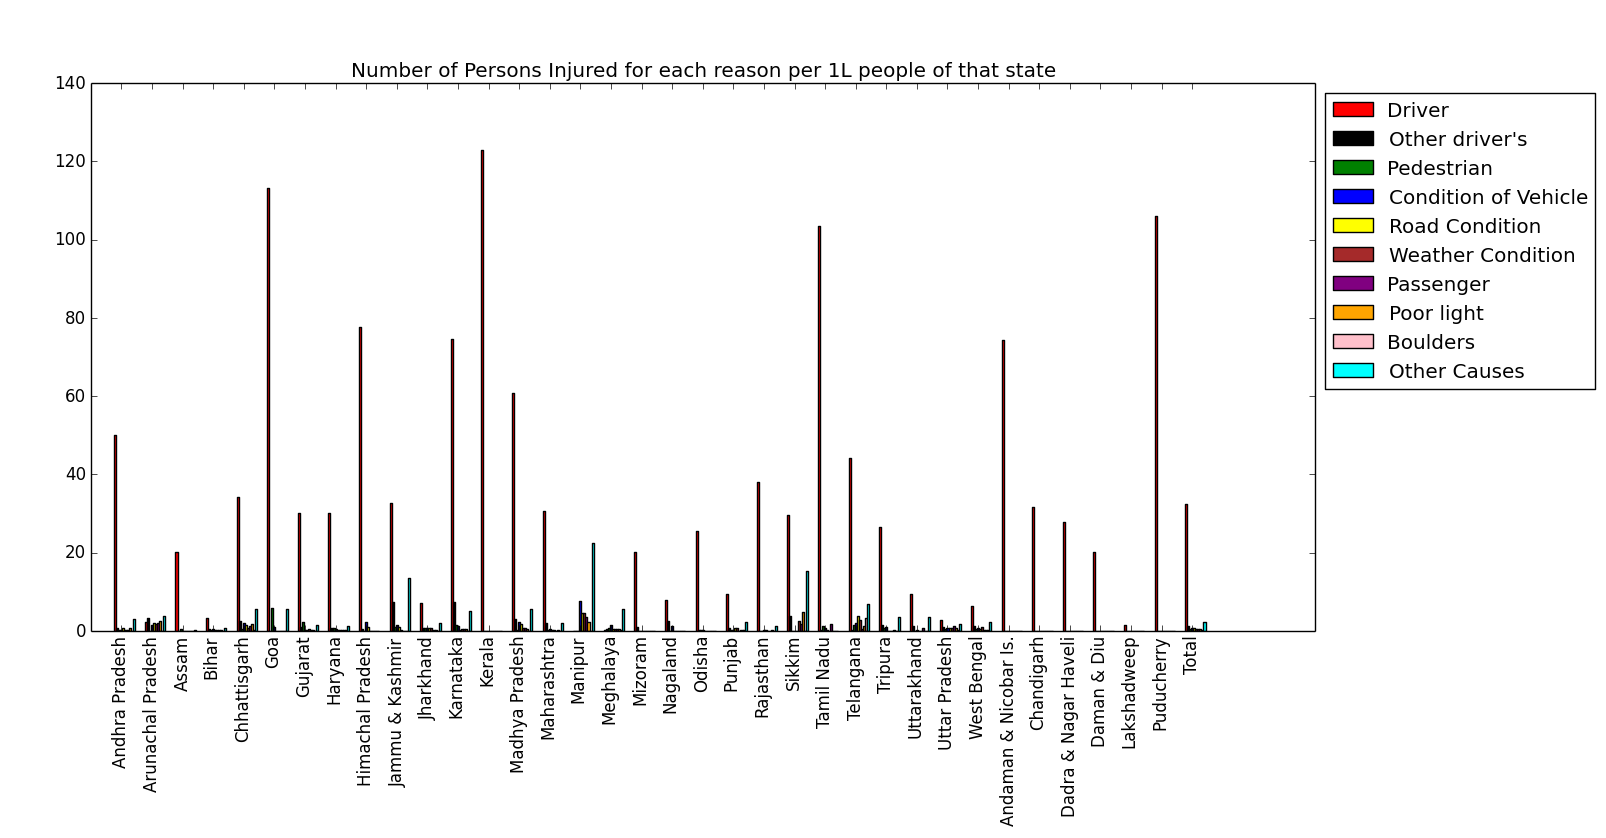 Number of Persons Injured for each reason per 1L people of that state
140
120
100
80
60
40
20
0
Andhra Pradesh
Arunachal Pradesh
Assam
Bihar
Chhattisgarh
Goa
Gujarat
Haryana
Himachal Pradesh
Jammu & Kashmir
Jharkhand
Karnataka
Kerala
Madhya Pradesh
Maharashtra
Manipur
Meghalaya
Mizoram
Nagaland
Odisha
Punjab
Rajasthan
Sikkim
Tamil Nadu
Telangana
Tripura
Uttarakhand
Uttar Pradesh
West Bengal
Andaman & Nicobar Is.
Chandigarh
Dadra & Nagar Haveli
Daman & Diu
Lakshadweep
Puducherry
Total
Driver
Other driver's
Pedestrian
Condition of Vehicle
Road Condition
Weather Condition
Passenger
Poor light
Boulders
Other Causes